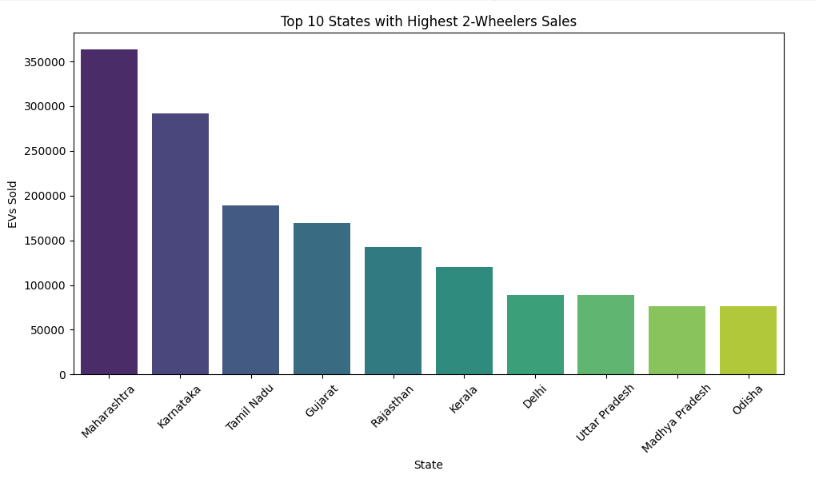 Top 10 States with Highest 2-Wheelers Sales
350000
300000
250000
200000
150000
100000
50000
0
EVs Sold
Maharashtra
Karnataka
Tamil Nadu
Gujarat
Rajasthan
Kerala
Delhi
Uttar Pradesh
Madhya Pradesh
Odisha
State